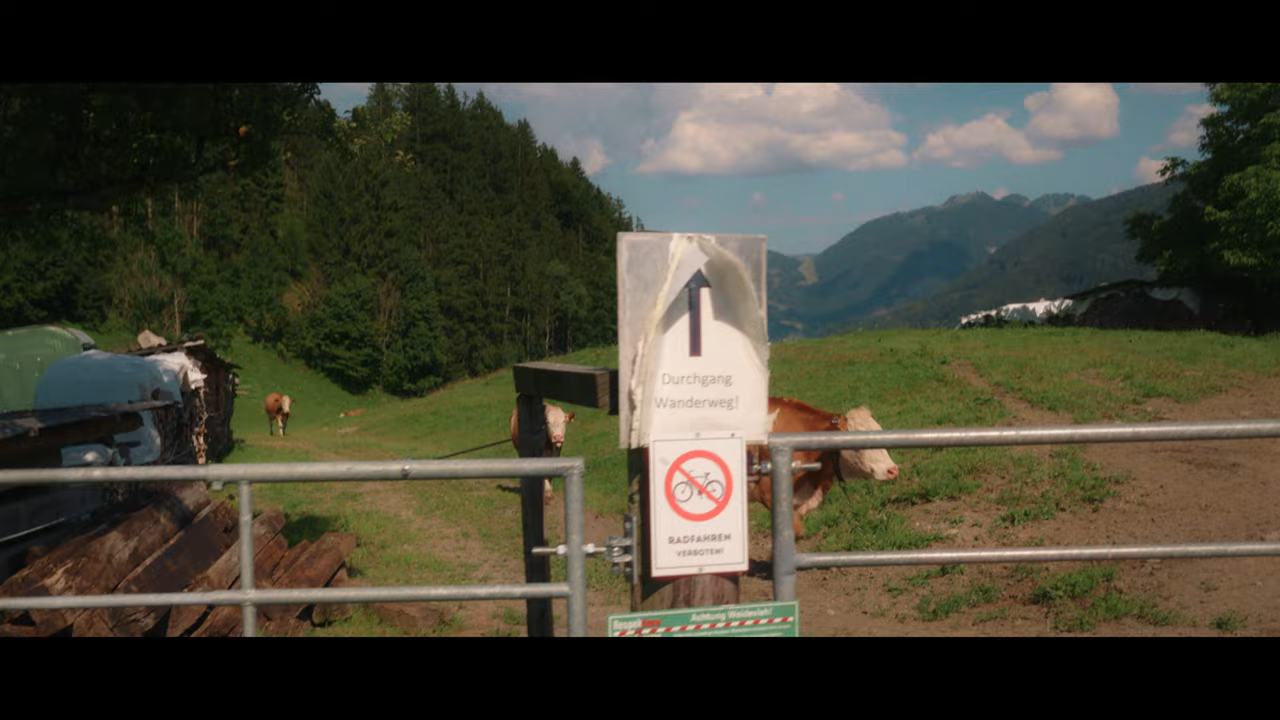 Durchgang
Wanderweg!
RADFAHREN
VERBOTEN!
Achtung Weidevieh!